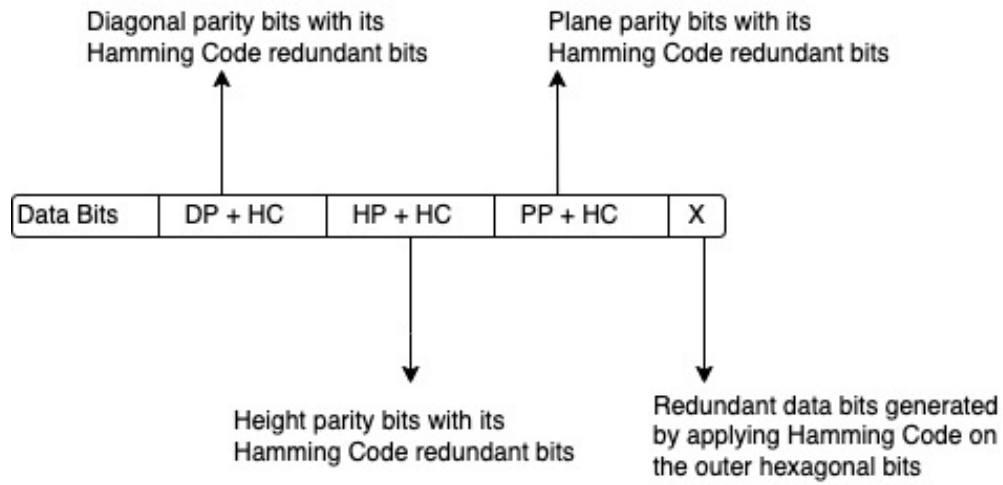 Diagonal parity bits with its
Hamming Code redundant bits
Plane parity bits with its
Hamming Code redundant bits
Data Bits
DP + HC
HP + HC
PP + HC
X
Height parity bits with its
Hamming Code redundant bits
Redundant data bits generated
by applying Hamming Code on
the outer hexagonal bits